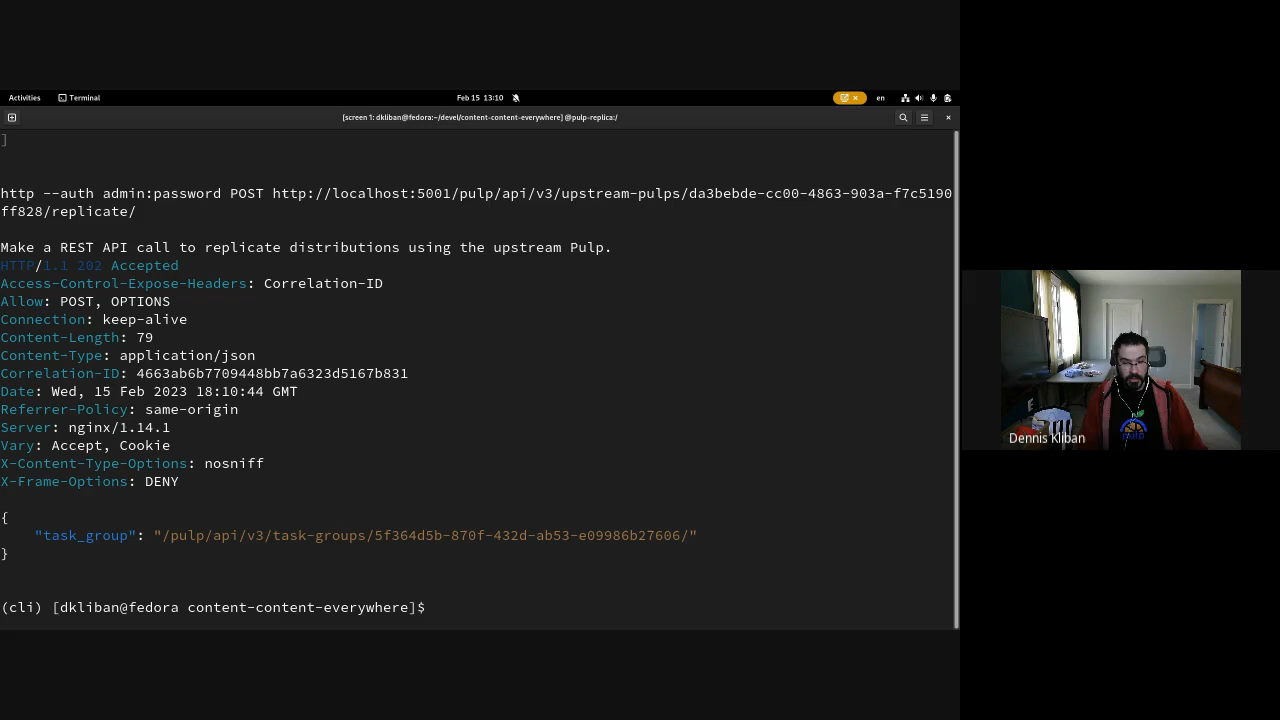 Activities
Terminal
Feb 15 13:10
en
[screen 1: dkliban@fedora:~/devel/content-content-everywhere] @pulp-replica:/
]
http --auth admin:password POST http://localhost:5001/pulp/api/v3/upstream-pulps/da3bebde-cc00-4863-903a-f7c5190
ff828/replicate/
Make a REST API call to replicate distributions using the upstream Pulp.
HTTP/1.1 202 Accepted
Access-Control-Expose-Headers: Correlation-ID
Allow: POST, OPTIONS
Connection: keep-alive
Content-Length: 79
Content-Type: application/json
Correlation-ID: 4663ab6b7709448bb7a6323d5167b831
Date: Wed, 15 Feb 2023 18:10:44 GMT
Referrer-Policy: same-origin
Server: nginx/1.14.1
Vary: Accept, Cookie
X-Content-Type-Options: nosniff
X-Frame-Options: DENY
{
"task_group": "/pulp/api/v3/task-groups/5f364d5b-870f-432d-ab53-e09986b27606/"
}
(cli) [dkliban@fedora content-content-everywhere]$
Dennis Kliban
pulp